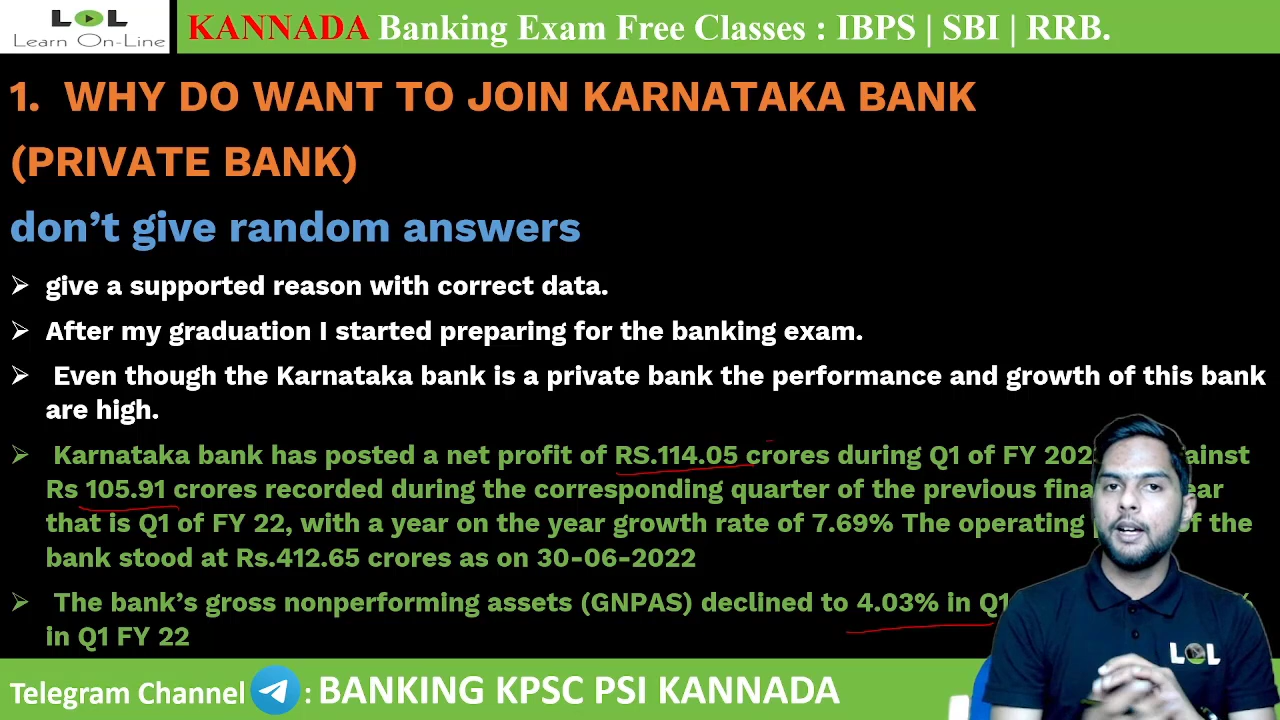 LOL
Learn On-Line
KANNADA Banking Exam Free Classes : IBPS | SBI | RRB.
1. WHY DO WANT TO JOIN KARNATAKA BANK
(PRIVATE BANK)
don’t give random answers
➢ give a supported reason with correct data.
➢ After my graduation I started preparing for the banking exam.
➢ Even though the Karnataka bank is a private bank the performance and growth of this bank
are high.
➢ Karnataka bank has posted a net profit of RS.114.05 crores during Q1 of FY
Rs 105.91 crores recorded during the corresponding quarter of the previous
that is Q1 of FY 22, with a year on the year growth rate of 7.69% The operating of the
bank stood at Rs.412.65 crores as on 30-06-2022
➢ The bank’s gross nonperforming assets (GNPAS) declined to 4.03% in Q1
in Q1 FY 22
LOL
Telegram Channel : BANKING KPSC PSI KANNADA